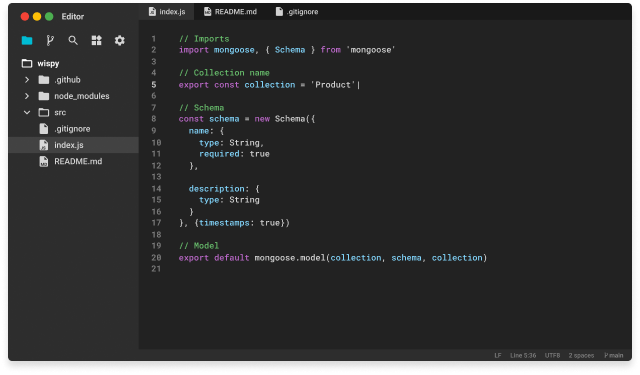 Editor
index.js
README.md
.gitignore
wispy
.github
node_modules
src
.gitignore
index.js
README.md
1 // Imports
2 import mongoose, { Schema } from 'mongoose'
3
4 // Collection name
5 export const collection = 'Product'
6
7 // Schema
8 const schema = new Schema({
9 name: {
10 type: String,
11 required: true
12 },
13
14 description: {
15 type: String
16 }
17 }, {timestamps: true})
18
19 // Model
20 export default mongoose.model(collection, schema, collection)
21
LF Line 5:36 UTF8 2 spaces main